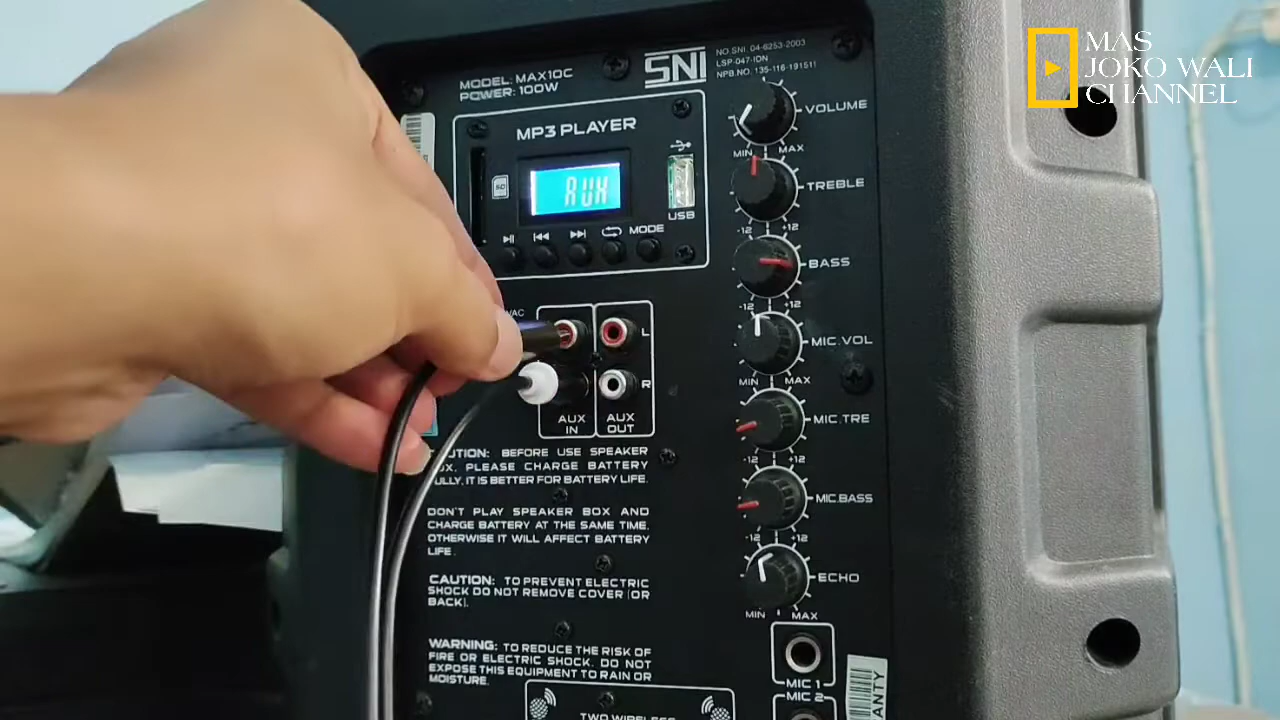 MAS
JOKO WALI
CHANNEL
MODEL: MAX10C
POWER: 100W
SNI
NO.SNI. 04-6253-2003
LSP-047-IDN
NPB.NO. 135-116-191511
MP3 PLAYER
SD
USB
MODE
VOLUME
MIN MAX
TREBLE
-12 +12
BASS
-12 +12
MIC.VOL
MIN MAX
MIC.TRE
-12 +12
MIC.BASS
-12 +12
ECHO
MIN MAX
VAC
L
R
AUX
IN
AUX
OUT
BEFORE USE SPEAKER
PLEASE CHARGE BATTERY
IT IS BETTER FOR BATTERY LIFE.
DON'T PLAY SPEAKER BOX AND
CHARGE BATTERY AT THE SAME TIME,
OTHERWISE IT WILL AFFECT BATTERY
LIFE.
CAUTION: TO PREVENT ELECTRIC
SHOCK DO NOT REMOVE COVER (OR
BACK).
WARNING: TO REDUCE THE RISK OF
FIRE OR ELECTRIC SHOCK, DO NOT
EXPOSE THIS EQUIPMENT TO RAIN OR
MOISTURE.
TWO WIRELESS
MIC 1
MIC 2